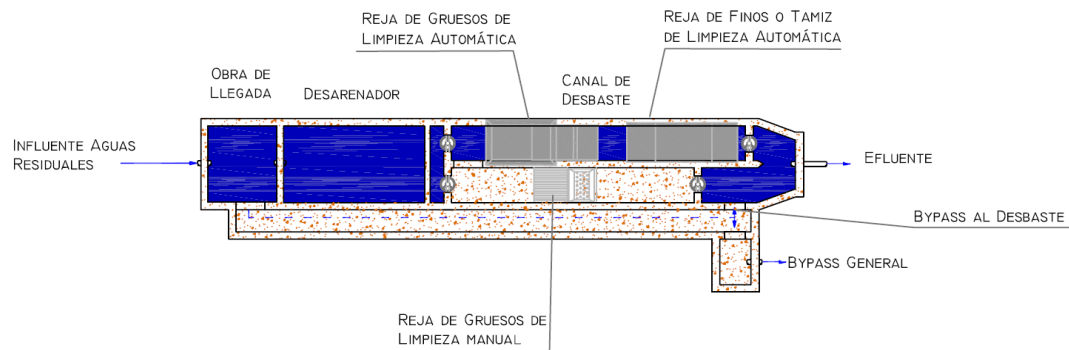 Reja de Gruesos de
Limpieza Automática
Reja de Finos o Tamiz
de Limpieza Automática
Obra de
Llegada
Desarenador
Canal de
Desbaste
Influente Aguas
Residuales
A
A
A
A
Efluente
Bypass al Desbaste
Bypass General
Reja de Gruesos de
Limpieza manual